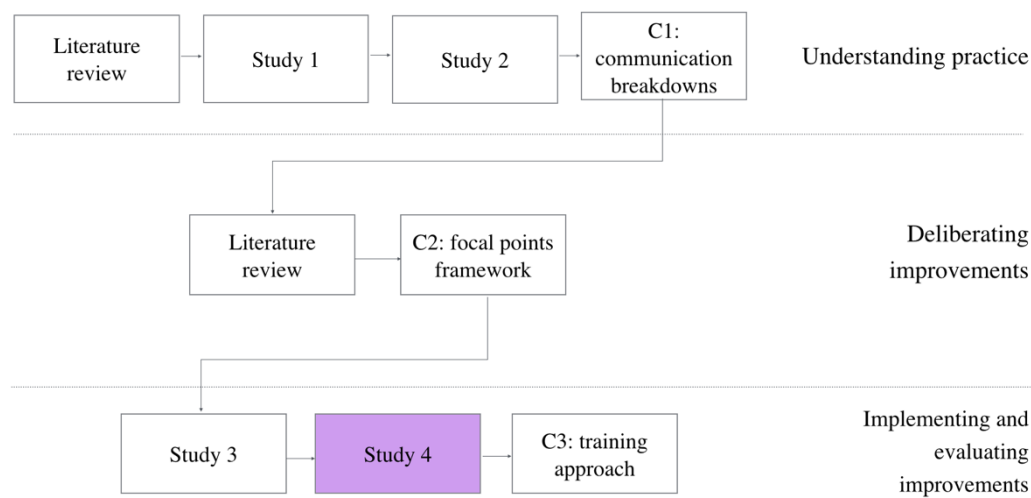 Literature
review
Study 1
Study 2
C1:
communication
breakdowns
Understanding practice
Literature
review
C2: focal points
framework
Deliberating
improvements
Study 3
Study 4
C3: training
approach
Implementing and
evaluating
improvements